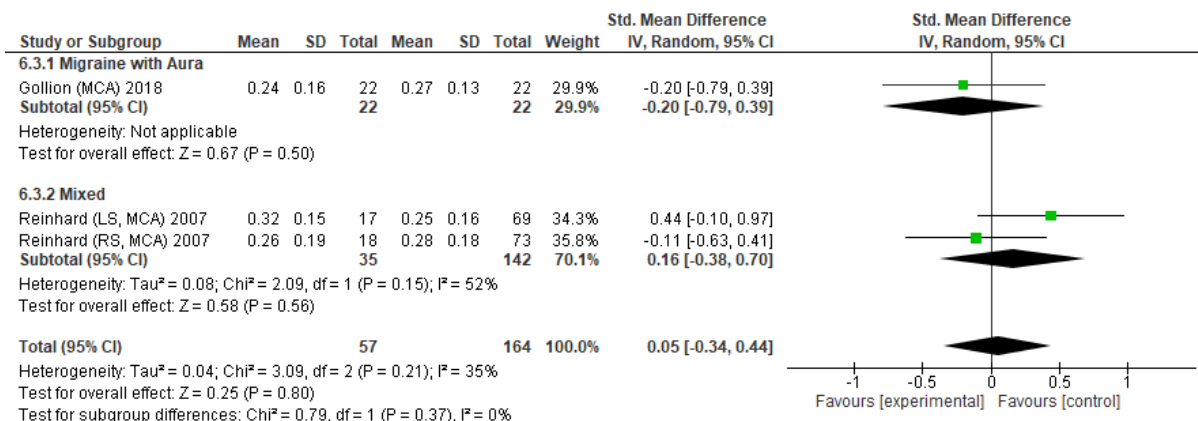 Std. Mean Difference Std. Mean Difference
Study or Subgroup Mean SD Total Mean SD Total Weight IV, Random, 95% CI IV, Random, 95% CI
6.3.1 Migraine with Aura
Gollion (MCA) 2018 0.24 0.16 22 0.27 0.13 22 29.9% -0.20 [-0.79, 0.39]
Subtotal (95% CI) 22 22 29.9% -0.20 [-0.79, 0.39]
Heterogeneity: Not applicable
Test for overall effect: Z = 0.67 (P = 0.50)
6.3.2 Mixed
Reinhard (LS, MCA) 2007 0.32 0.15 17 0.25 0.16 69 34.3% 0.44 [-0.10, 0.97]
Reinhard (RS, MCA) 2007 0.26 0.19 18 0.28 0.18 73 35.8% -0.11 [-0.63, 0.41]
Subtotal (95% CI) 35 142 70.1% 0.16 [-0.38, 0.70]
Heterogeneity: Tau² = 0.08; Chi² = 2.09, df = 1 (P = 0.15); I² = 52%
Test for overall effect: Z = 0.58 (P = 0.56)
Total (95% CI) 57 164 100.0% 0.05 [-0.34, 0.44]
Heterogeneity: Tau² = 0.04; Chi² = 3.09, df = 2 (P = 0.21); I² = 35%
Test for overall effect: Z = 0.25 (P = 0.80)
Test for subgroup differences: Chi² = 0.79, df = 1 (P = 0.37), I² = 0%
-1 -0.5 0 0.5 1
Favours [experimental] Favours [control]